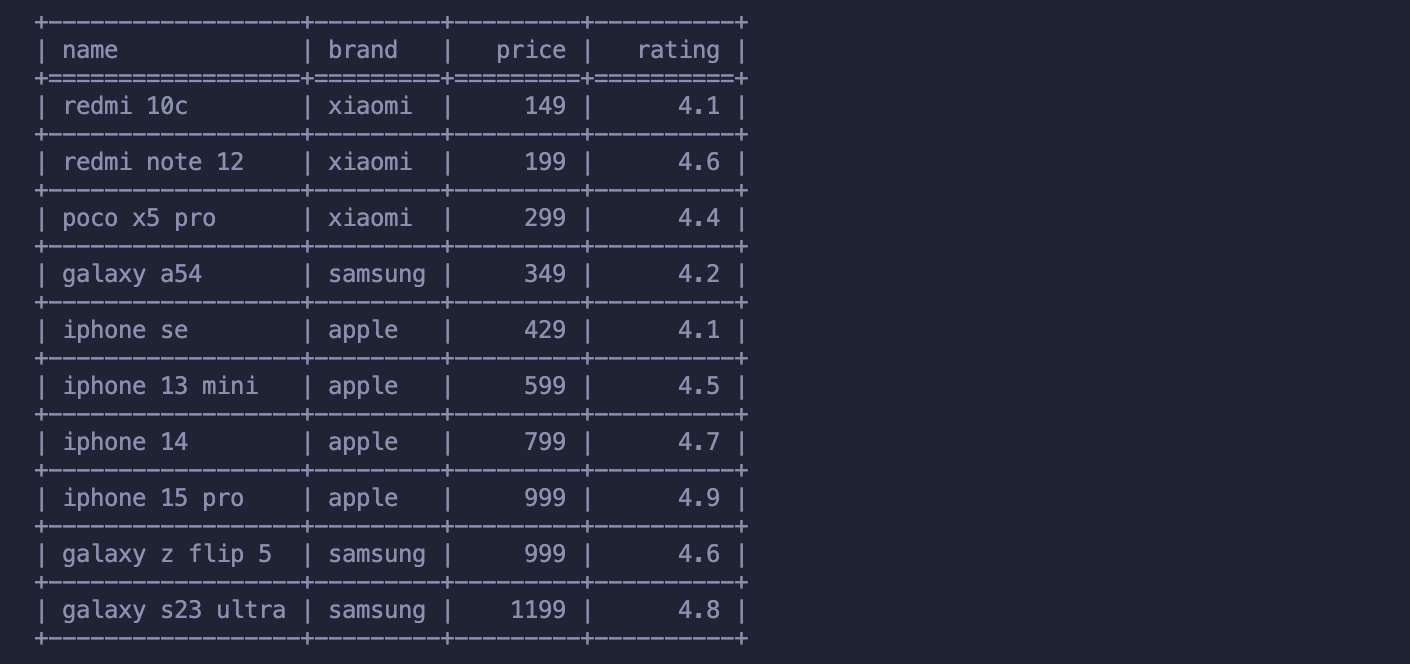 +------------------+---------+---------+----------+
| name             | brand   |   price |   rating |
+==================+=========+=========+==========+
| redmi 10c        | xiaomi  |     149 |      4.1 |
+------------------+---------+---------+----------+
| redmi note 12    | xiaomi  |     199 |      4.6 |
+------------------+---------+---------+----------+
| poco x5 pro      | xiaomi  |     299 |      4.4 |
+------------------+---------+---------+----------+
| galaxy a54       | samsung |     349 |      4.2 |
+------------------+---------+---------+----------+
| iphone se        | apple   |     429 |      4.1 |
+------------------+---------+---------+----------+
| iphone 13 mini   | apple   |     599 |      4.5 |
+------------------+---------+---------+----------+
| iphone 14        | apple   |     799 |      4.7 |
+------------------+---------+---------+----------+
| iphone 15 pro    | apple   |     999 |      4.9 |
+------------------+---------+---------+----------+
| galaxy z flip 5  | samsung |     999 |      4.6 |
+------------------+---------+---------+----------+
| galaxy s23 ultra | samsung |    1199 |      4.8 |
+------------------+---------+---------+----------+